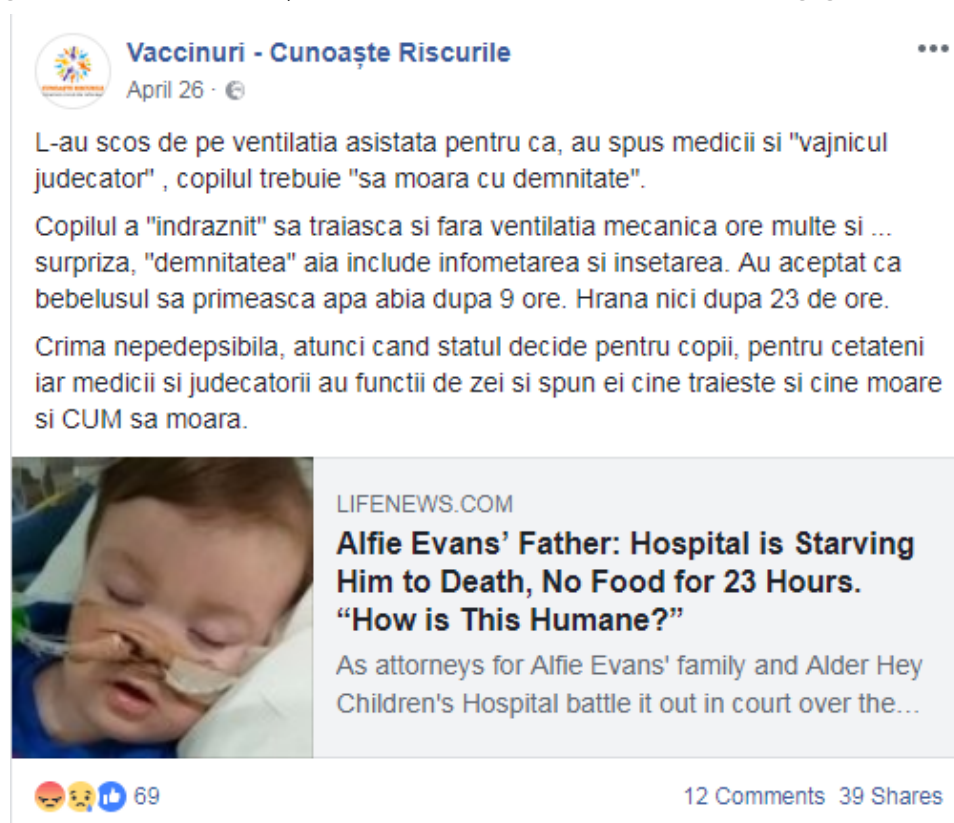 Vaccinuri - Cunoaște Riscurile
April 26 ·
L-au scos de pe ventilatia asistata pentru ca, au spus medicii si "vajnicul
judecator" , copilul trebuie "sa moara cu demnitate".
Copilul a "indraznit" sa traiasca si fara ventilatia mecanica ore multe si ...
surpriza, "demnitatea" aia include infometarea si insetarea. Au acceptat ca
bebelusul sa primeasca apa abia dupa 9 ore. Hrana nici dupa 23 de ore.
Crima nepedepsibila, atunci cand statul decide pentru copii, pentru cetateni
iar medicii si judecatorii au functii de zei si spun ei cine traieste si cine moare
si CUM sa moara.
LIFENEWS.COM
Alfie Evans’ Father: Hospital is Starving
Him to Death, No Food for 23 Hours.
“How is This Humane?”
As attorneys for Alfie Evans' family and Alder Hey
Children's Hospital battle it out in court over the...
69
12 Comments 39 Shares